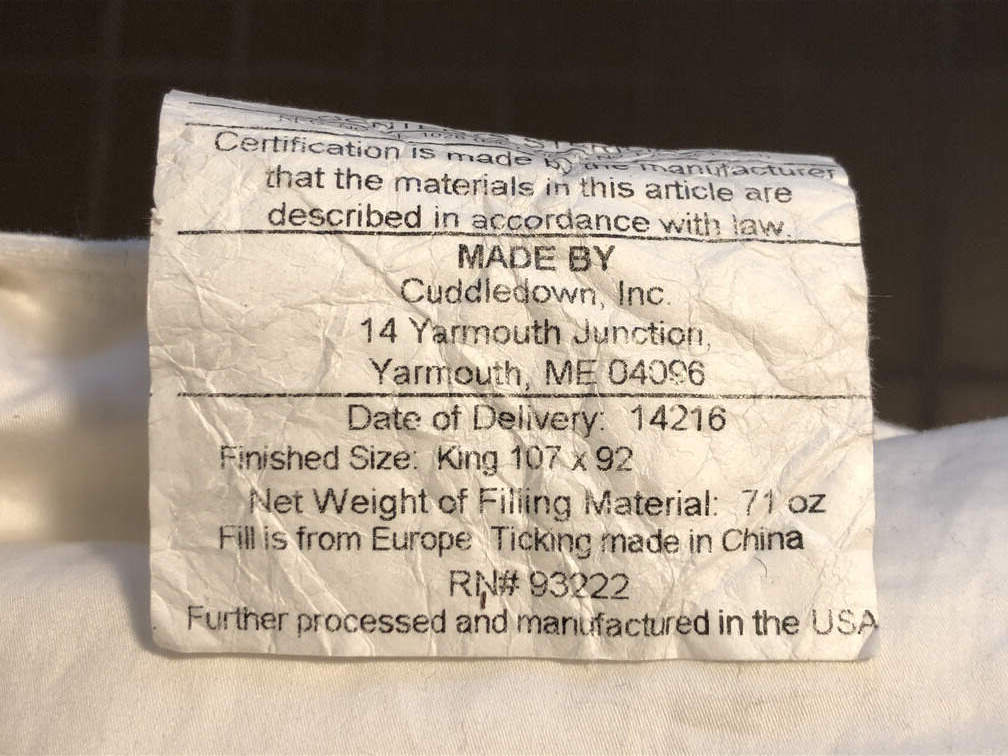 Certification is made by the manufacturer
that the materials in this article are
described in accordance with law.
MADE BY
Cuddledown, Inc.
14 Yarmouth Junction,
Yarmouth, ME 04096
Date of Delivery: 14216
Finished Size: King 107 x 92
Net Weight of Filling Material: 71 oz
Fill is from Europe Ticking made in China
RN# 93222
Further processed and manufactured in the USA